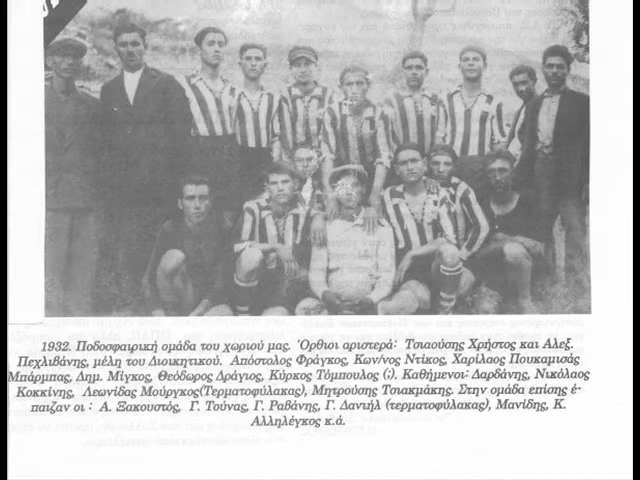 1932. Ποδοσφαιρική ομάδα του χωριού μας. Όρθιοι αριστερά: Τσιαούσης Χρήστος και Αλεξ.
Πεχλιβάνης, μέλη του Διοικητικού. Απόστολος Φράγκος, Κων/νος Ντίκος, Χαρίλαος Πουκαμισάς
Μπάρμπας, Δημ. Μίγκος, Θεόδωρος Δράγιος, Κύρκος Τόμπουλος (;). Καθήμενοι: Δαρδάνης, Νικόλαος
Κοκκίνης, Λεωνίδας Μούργκος(Τερματοφύλακας), Μητρούσης Τσιακμάκης. Στην ομάδα επίσης έ-
παιζαν οι : Α. Ξακουστός, Γ. Τούνας, Γ. Ραβάνης, Γ. Δανιήλ (τερματοφύλακας), Μανίδης, Κ.
Αλληλέγκος κ.ά.